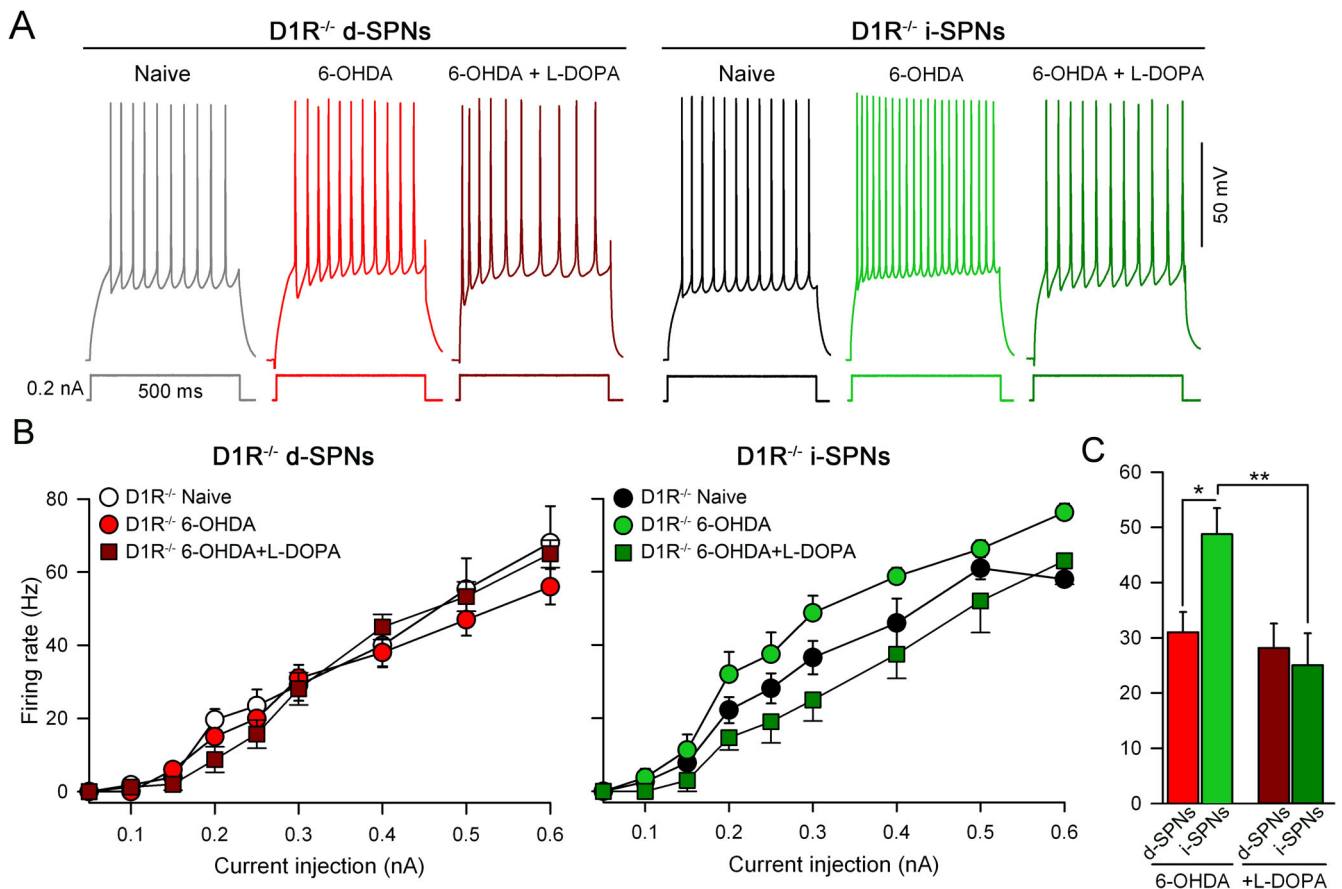 A
D1R-/- d-SPNs
D1R-/- i-SPNs
Naive
6-OHDA
6-OHDA + L-DOPA
Naive
6-OHDA
6-OHDA + L-DOPA
50 mV
0.2 nA
500 ms
B
D1R-/- d-SPNs
D1R-/- Naive
D1R-/- 6-OHDA
D1R-/- 6-OHDA+L-DOPA
Firing rate (Hz)
80
60
40
20
0
0.1 0.2 0.3 0.4 0.5 0.6
Current injection (nA)
D1R-/- i-SPNs
D1R-/- Naive
D1R-/- 6-OHDA
D1R-/- 6-OHDA+L-DOPA
0.1 0.2 0.3 0.4 0.5 0.6
Current injection (nA)
C
60
50
40
30
20
10
0
* **
d-SPNs i-SPNs d-SPNs i-SPNs
6-OHDA +L-DOPA